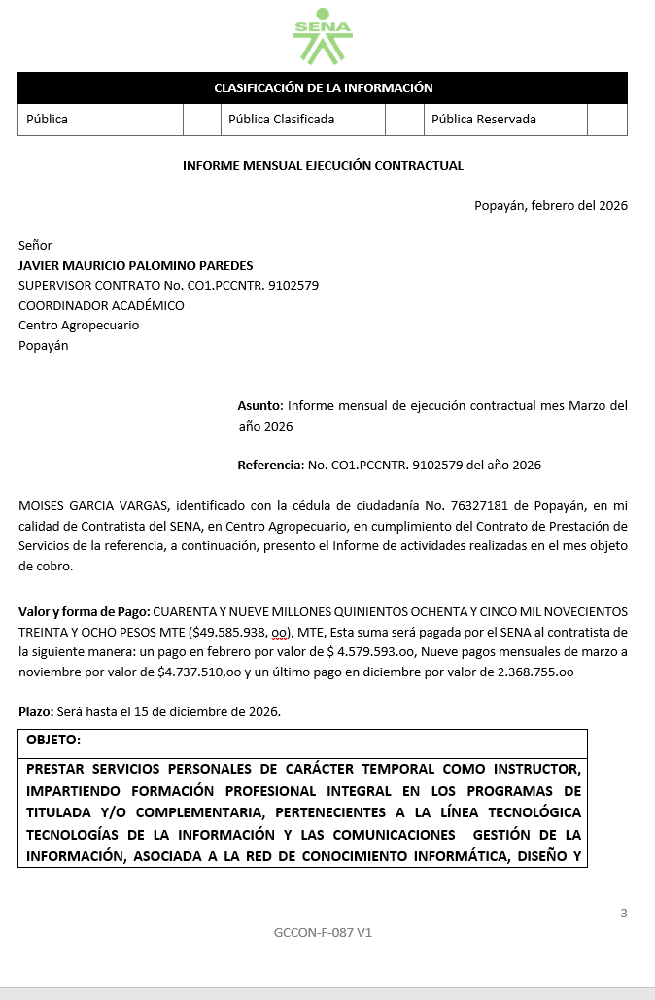 SENA
CLASIFICACIÓN DE LA INFORMACIÓN
Pública Pública Clasificada Pública Reservada
INFORME MENSUAL EJECUCIÓN CONTRACTUAL
Popayán, febrero del 2026
Señor
JAVIER MAURICIO PALOMINO PAREDES
SUPERVISOR CONTRATO No. CO1.PCCNTR. 9102579
COORDINADOR ACADÉMICO
Centro Agropecuario
Popayán
Asunto: Informe mensual de ejecución contractual mes Marzo del
año 2026
Referencia: No. CO1.PCCNTR. 9102579 del año 2026
MOISES GARCIA VARGAS, identificado con la cédula de ciudadanía No. 76327181 de Popayán, en mi
calidad de Contratista del SENA, en Centro Agropecuario, en cumplimiento del Contrato de Prestación de
Servicios de la referencia, a continuación, presento el Informe de actividades realizadas en el mes objeto
de cobro.
Valor y forma de Pago: CUARENTA Y NUEVE MILLONES QUINIENTOS OCHENTA Y CINCO MIL NOVECIENTOS
TREINTA Y OCHO PESOS MTE ($49.585.938, oo), MTE, Esta suma será pagada por el SENA al contratista de
la siguiente manera: un pago en febrero por valor de $ 4.579.593.oo, Nueve pagos mensuales de marzo a
noviembre por valor de $4.737.510,oo y un último pago en diciembre por valor de 2.368.755.oo
Plazo: Será hasta el 15 de diciembre de 2026.
OBJETO:
PRESTAR SERVICIOS PERSONALES DE CARÁCTER TEMPORAL COMO INSTRUCTOR,
IMPARTIENDO FORMACIÓN PROFESIONAL INTEGRAL EN LOS PROGRAMAS DE
TITULADA Y/O COMPLEMENTARIA, PERTENECIENTES A LA LÍNEA TECNOLÓGICA
TECNOLOGÍAS DE LA INFORMACIÓN Y LAS COMUNICACIONES GESTIÓN DE LA
INFORMACIÓN, ASOCIADA A LA RED DE CONOCIMIENTO INFORMÁTICA, DISEÑO Y
3
GCCON-F-087 V1